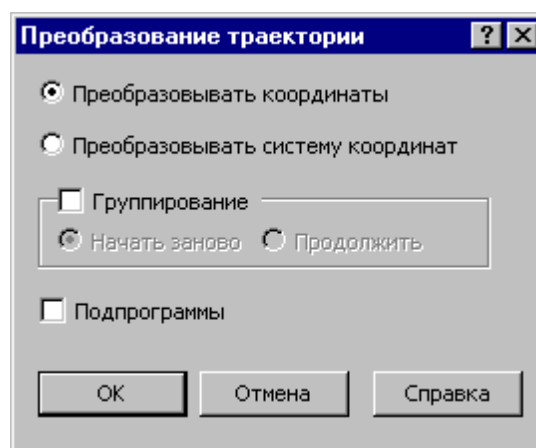 Преобразование траектории
Преобразовывать координаты
Преобразовывать систему координат
Группирование
Начать заново Продолжить
Подпрограммы
OK Отмена Справка